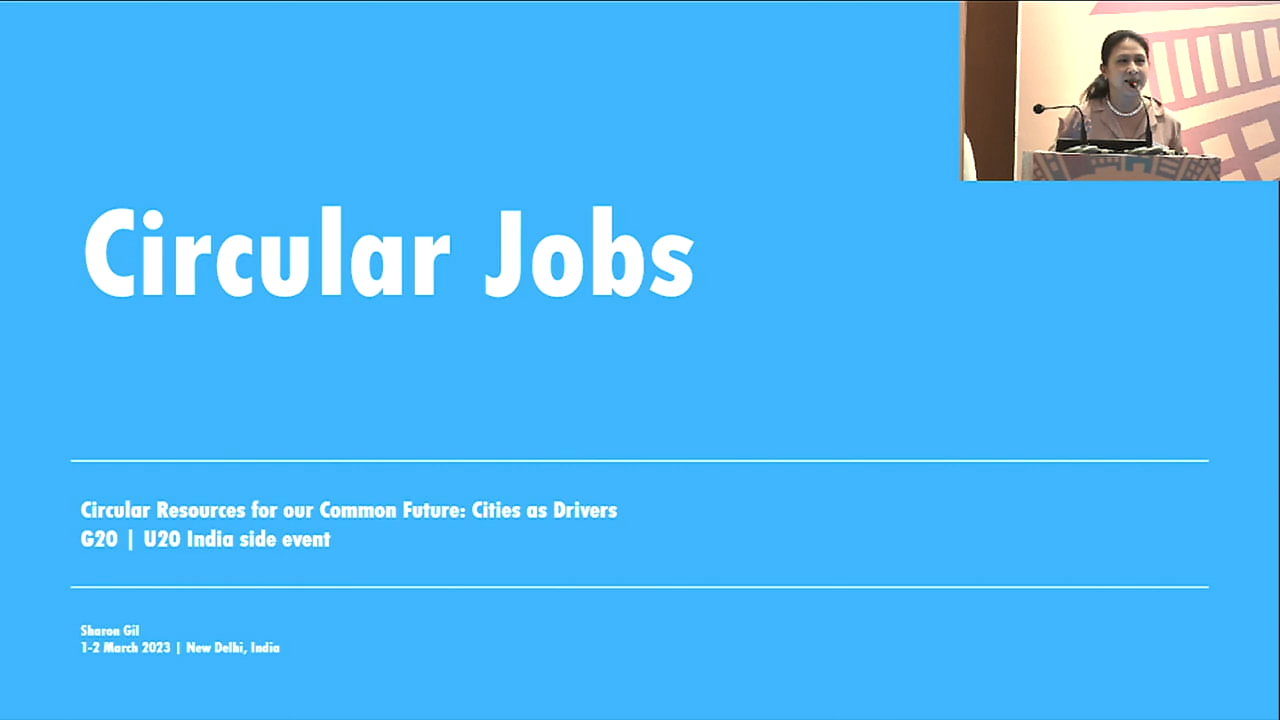 Circular Jobs
Circular Resources for our Common Future: Cities as Drivers
G20 | U20 India side event
Sharon Gil
1-2 March 2023 | New Delhi, India